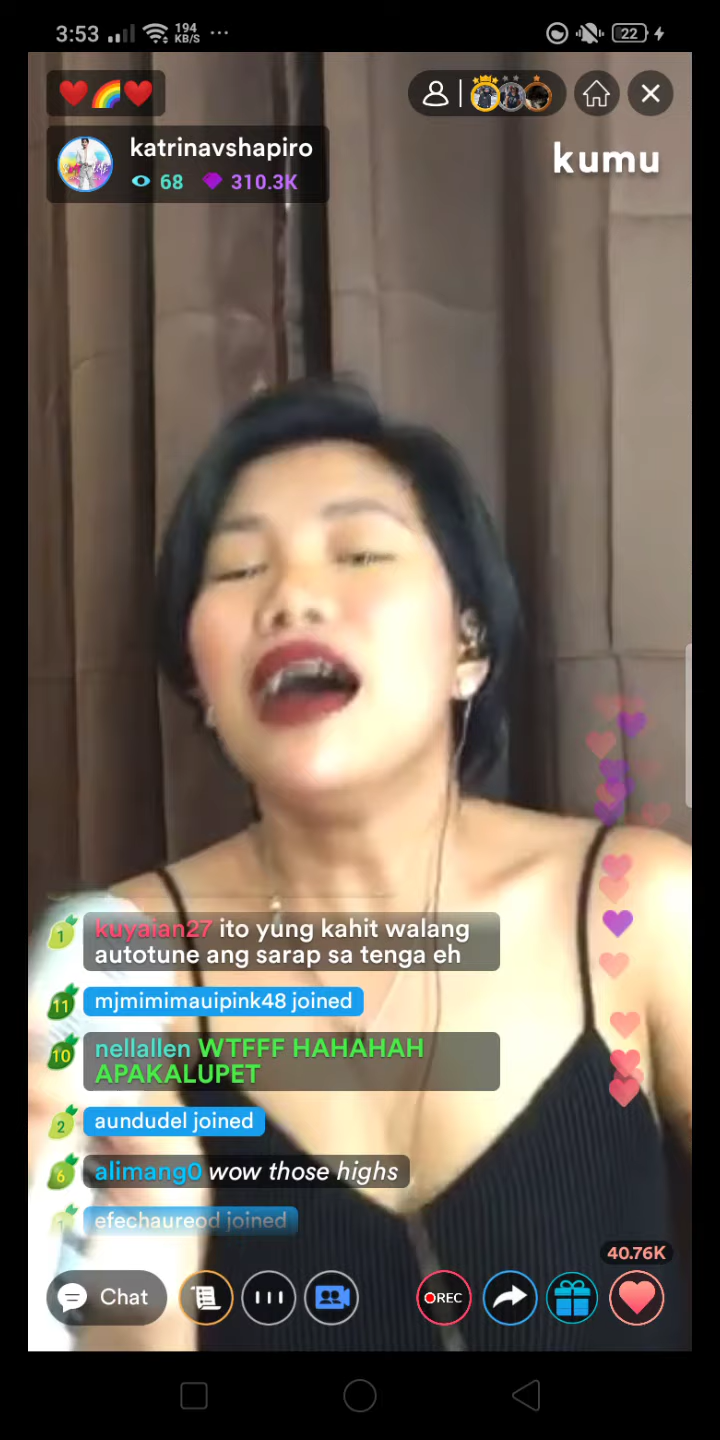 3:53
194
KB/S
22
katrinavshapiro
68
310.3K
kumu
1
kuyaian27 ito yung kahit walang
autotune ang sarap sa tenga eh
11
mjmimimauipink48 joined
10
nellallen WTFFF HAHAHAH
APAKALUPET
2
aundudel joined
6
alimang0 wow those highs
1
efechaureod joined
40.76K
Chat
REC